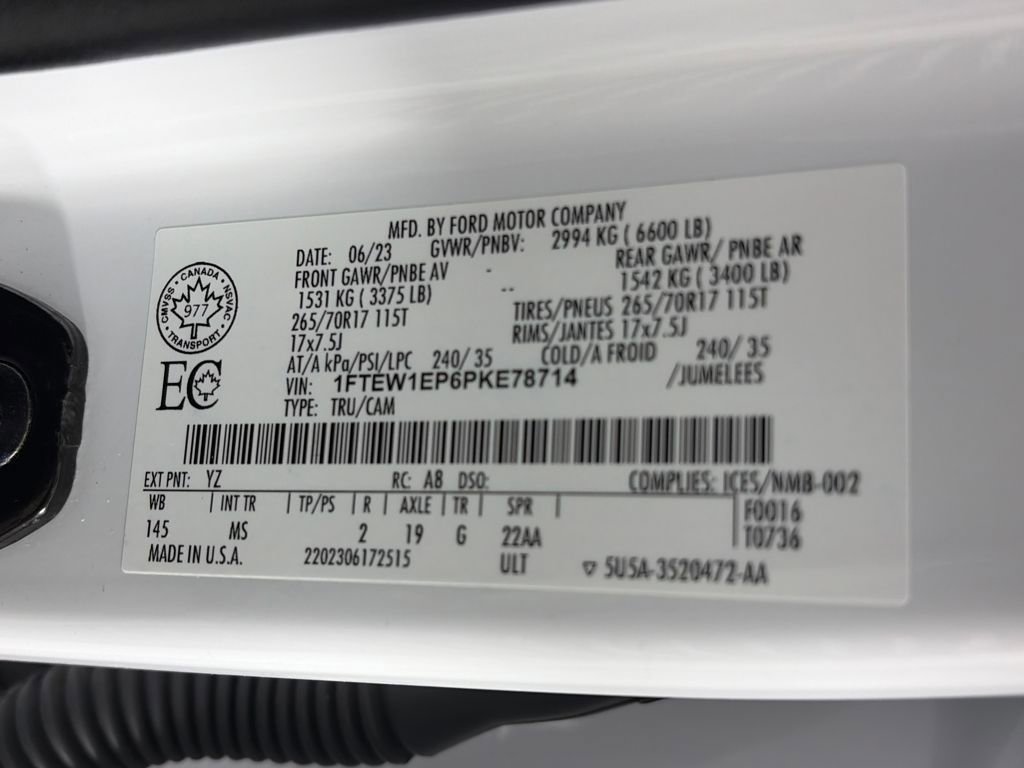 MFD. BY FORD MOTOR COMPANY
DATE: 06/23 GVWR/PNBV: 2994 KG ( 6600 LB)
FRONT GAWR/PNBE AV - REAR GAWR/ PNBE AR
1531 KG ( 3375 LB) -- 1542 KG ( 3400 LB)
265/70R17 115T TIRES/PNEUS 265/70R17 115T
17x7.5J RIMS/JANTES 17x7.5J
AT/A kPa/PSI/LPC 240/ 35 COLD/A FROID 240/ 35
VIN: 1FTEW1EP6PKE78714 /JUMELEES
TYPE: TRU/CAM
CMVSS · CANADA · NSVAC
977
· TRANSPORT ·
EC
EXT PNT: YZ RC: A8 DSO: COMPLIES: ICES/NMB-002
WB | INT TR | TP/PS | R | AXLE | TR | SPR | F0016
145 MS 2 19 G 22AA T0736
MADE IN U.S.A. 2202306172515 ULT ▽ 5U5A-3520472-AA